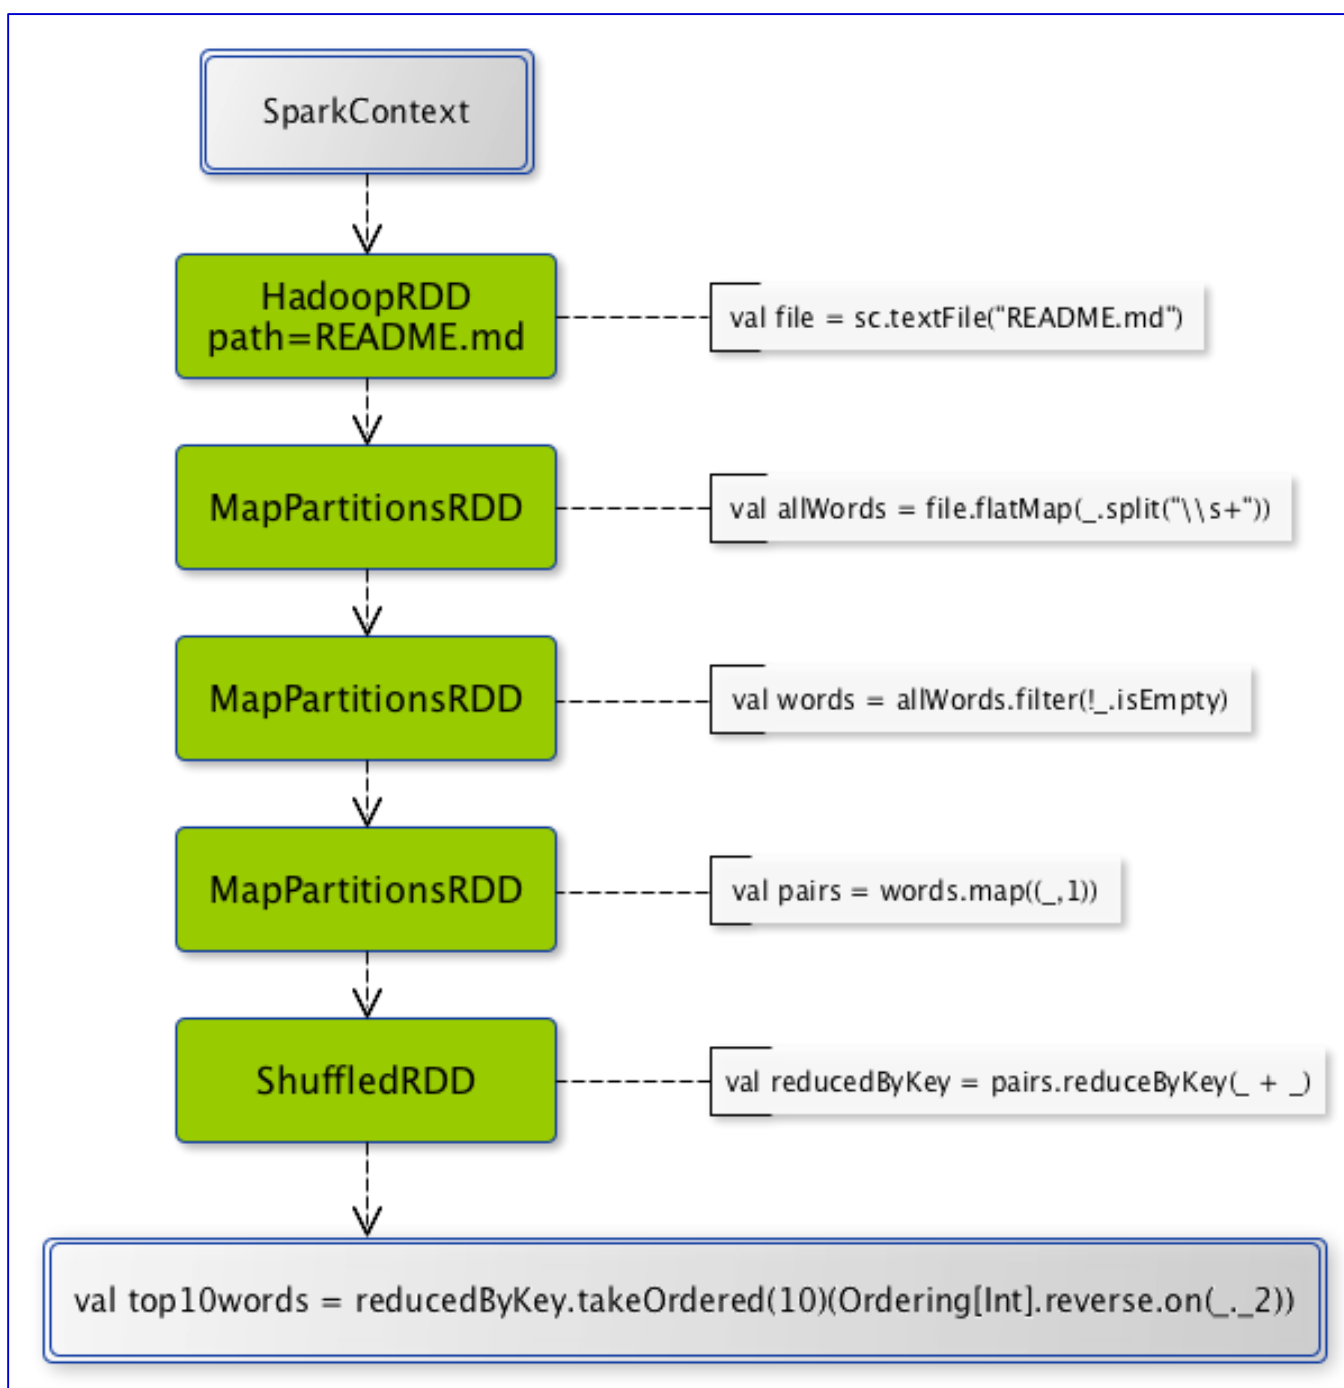 SparkContext
HadoopRDD
path=README.md
val file = sc.textFile("README.md")
MapPartitionsRDD
val allWords = file.flatMap(_.split("\\s+"))
MapPartitionsRDD
val words = allWords.filter(!_.isEmpty)
MapPartitionsRDD
val pairs = words.map((_,1))
ShuffledRDD
val reducedByKey = pairs.reduceByKey(_ + _)
val top10words = reducedByKey.takeOrdered(10)(Ordering[Int].reverse.on(_._2))